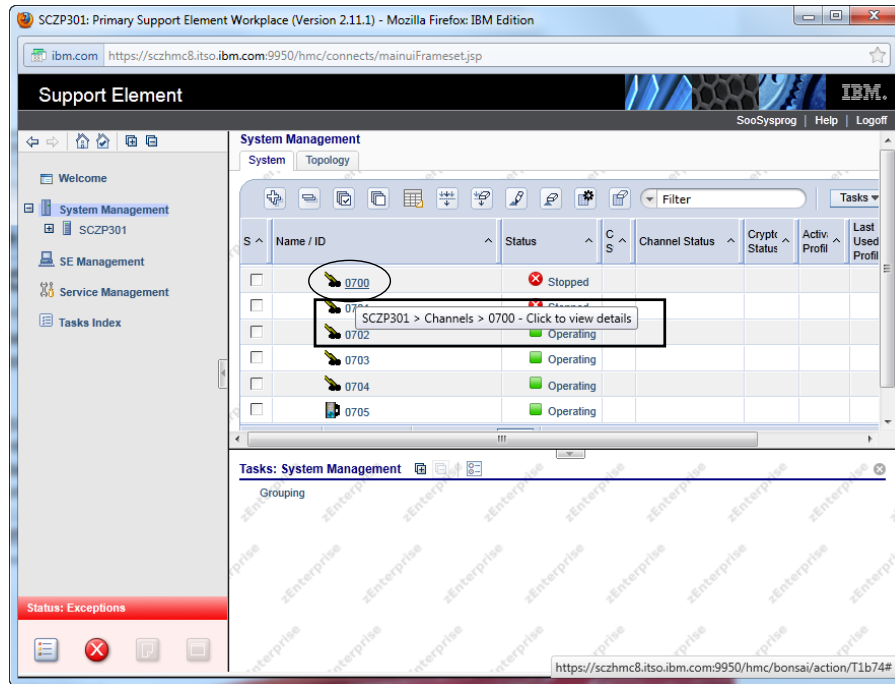 SCZP301: Primary Support Element Workplace (Version 2.11.1) - Mozilla Firefox: IBM Edition
ibm.com https://sczhmc8.itso.ibm.com:9950/hmc/connects/mainuiFrameset.jsp
Support Element
IBM.
SooSysprog | Help | Logoff
System Management
System Topology
Welcome
System Management
SCZP301
SE Management
Service Management
Tasks Index
Filter
Tasks
S Name / ID Status C S Channel Status Crypto Status Activ. Profil Last Used Profil
0700 Stopped
SCZP301 > Channels > 0700 - Click to view details
0702 Operating
0703 Operating
0704 Operating
0705 Operating
Tasks: System Management
Grouping
zEnterprise
Status: Exceptions
https://sczhmc8.itso.ibm.com:9950/hmc/bonsai/action/T1b74#